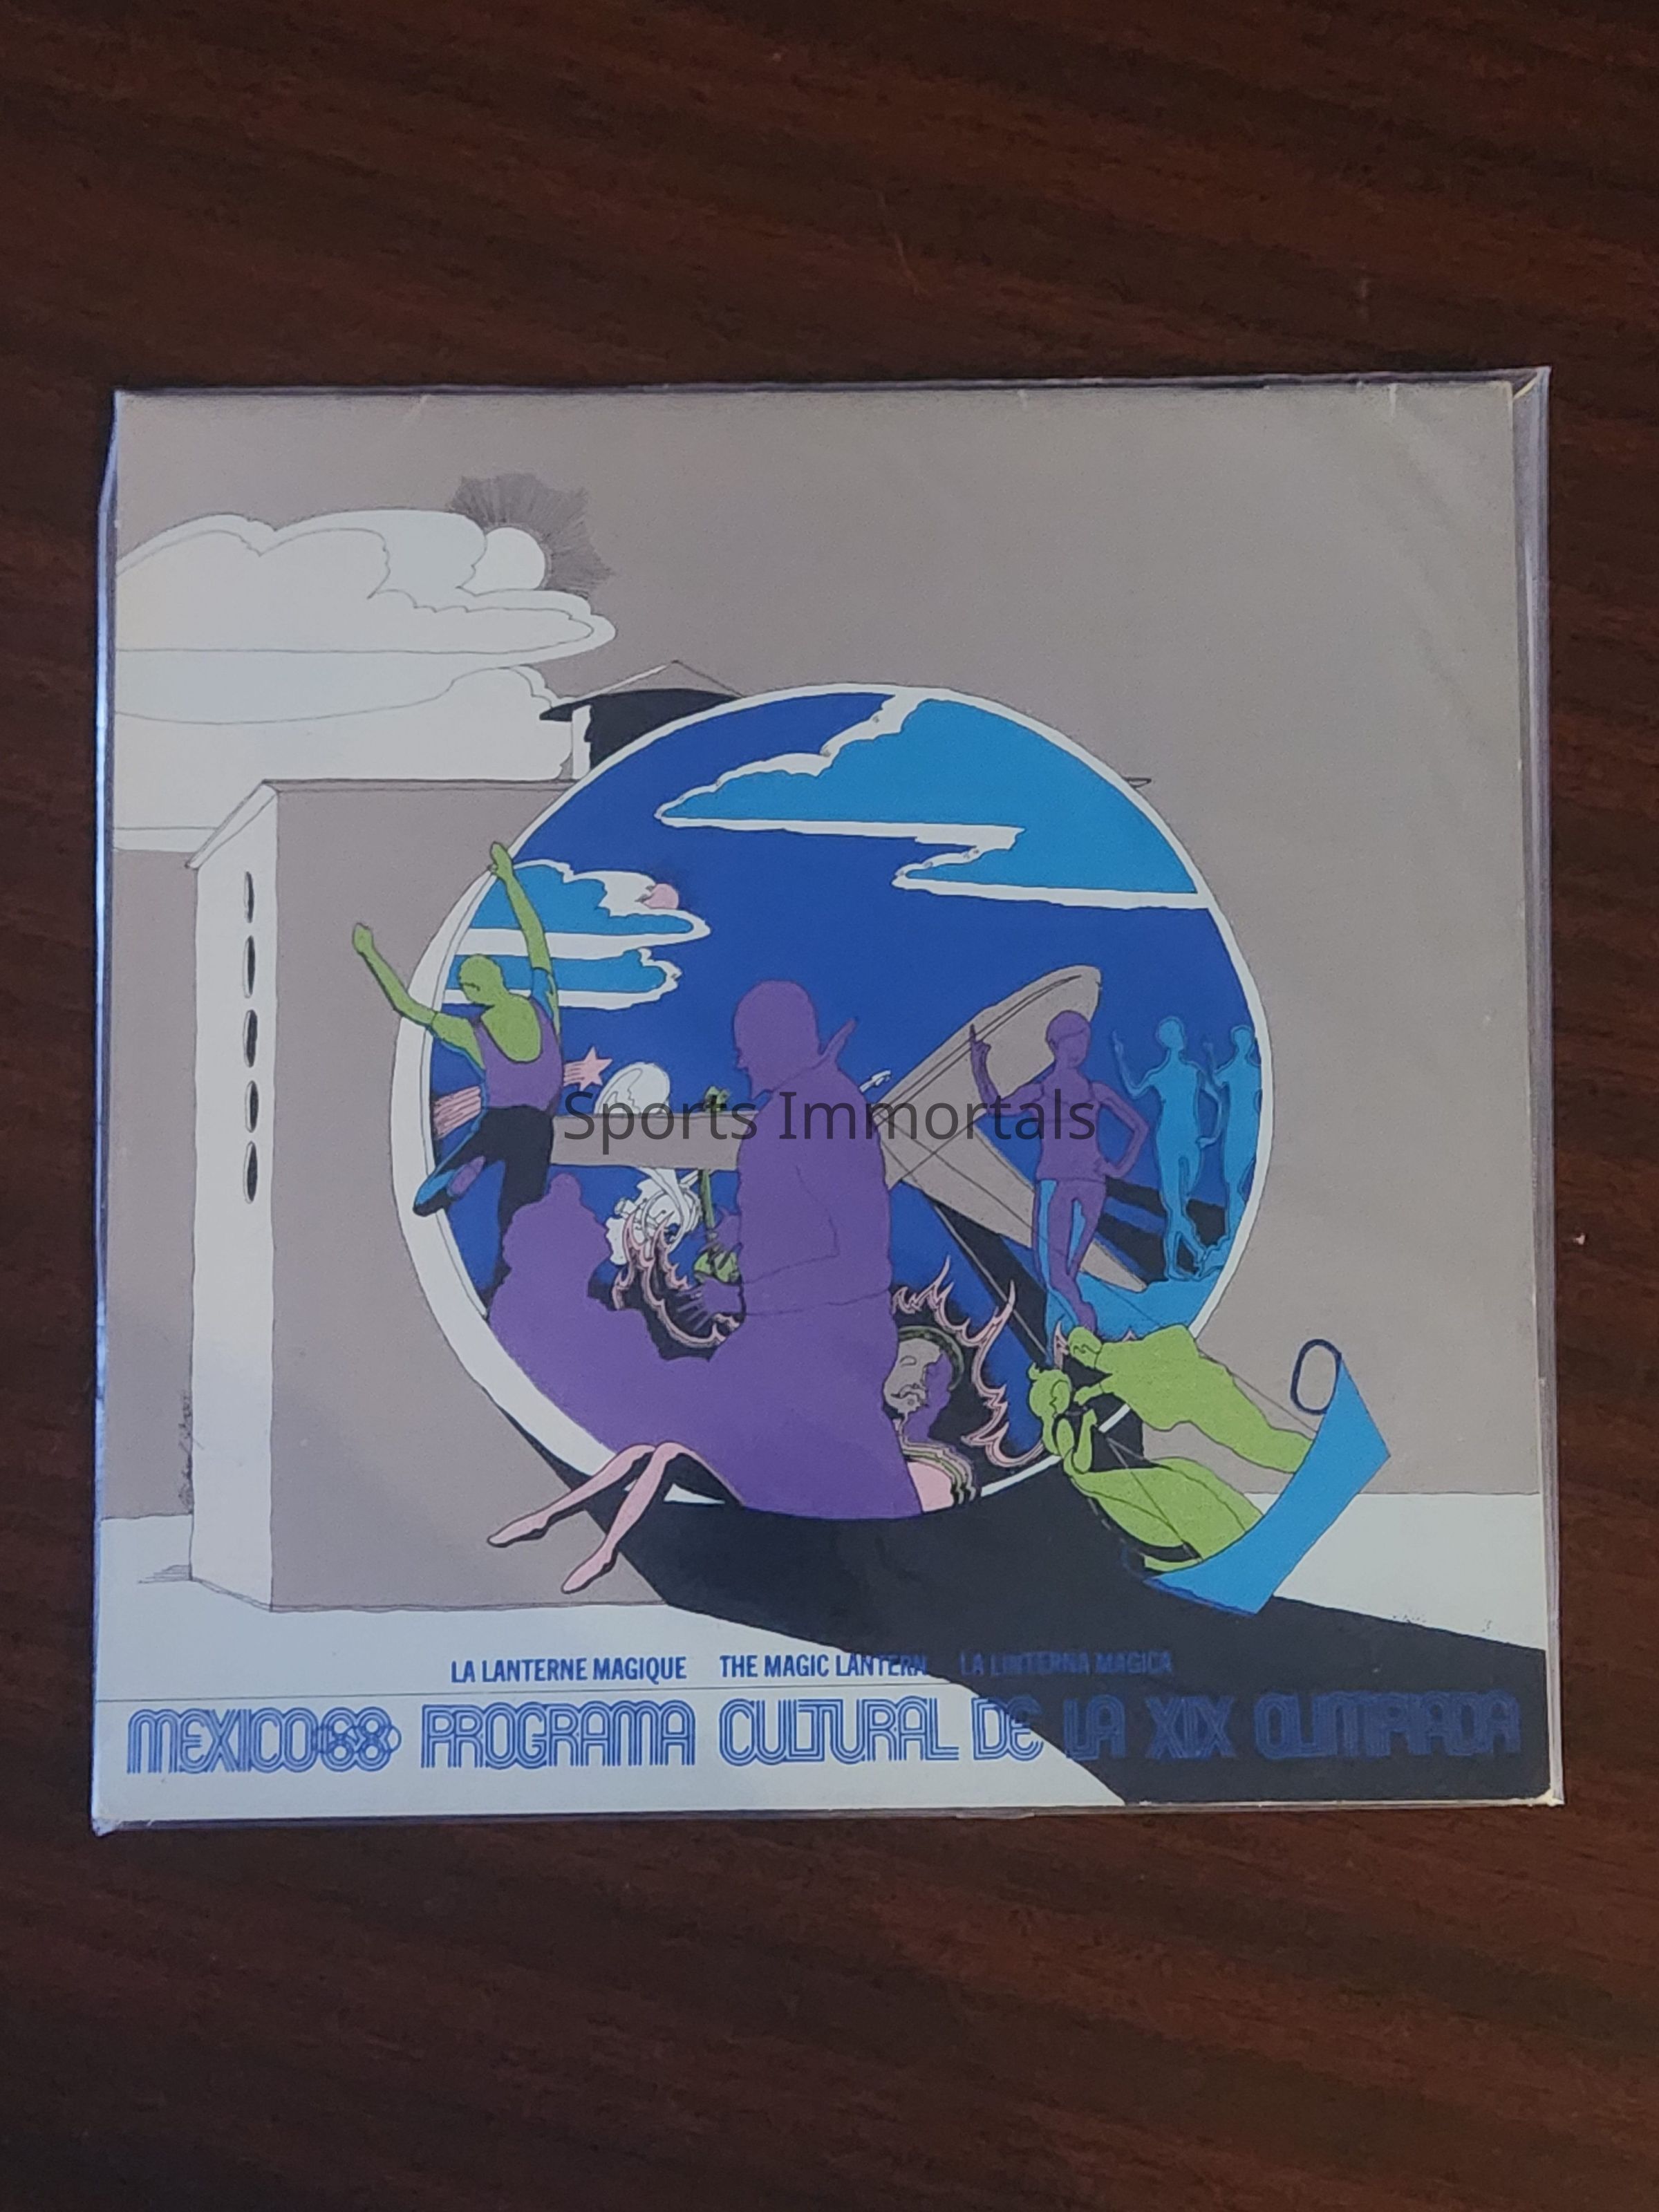 Sports Immortals
LA LANTERNE MAGIQUE THE MAGIC LANTERN LA LINTERNA MAGICA
MEXICO68 PROGRAMA CULTURAL DE LA XIX OLIMPIADA